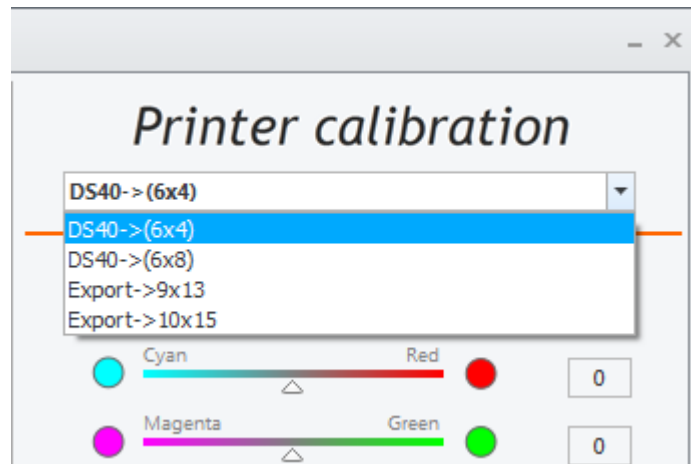 Printer calibration
DS40->(6x4)
DS40->(6x4)
DS40->(6x8)
Export->9x13
Export->10x15
Cyan Red
0
Magenta Green
0